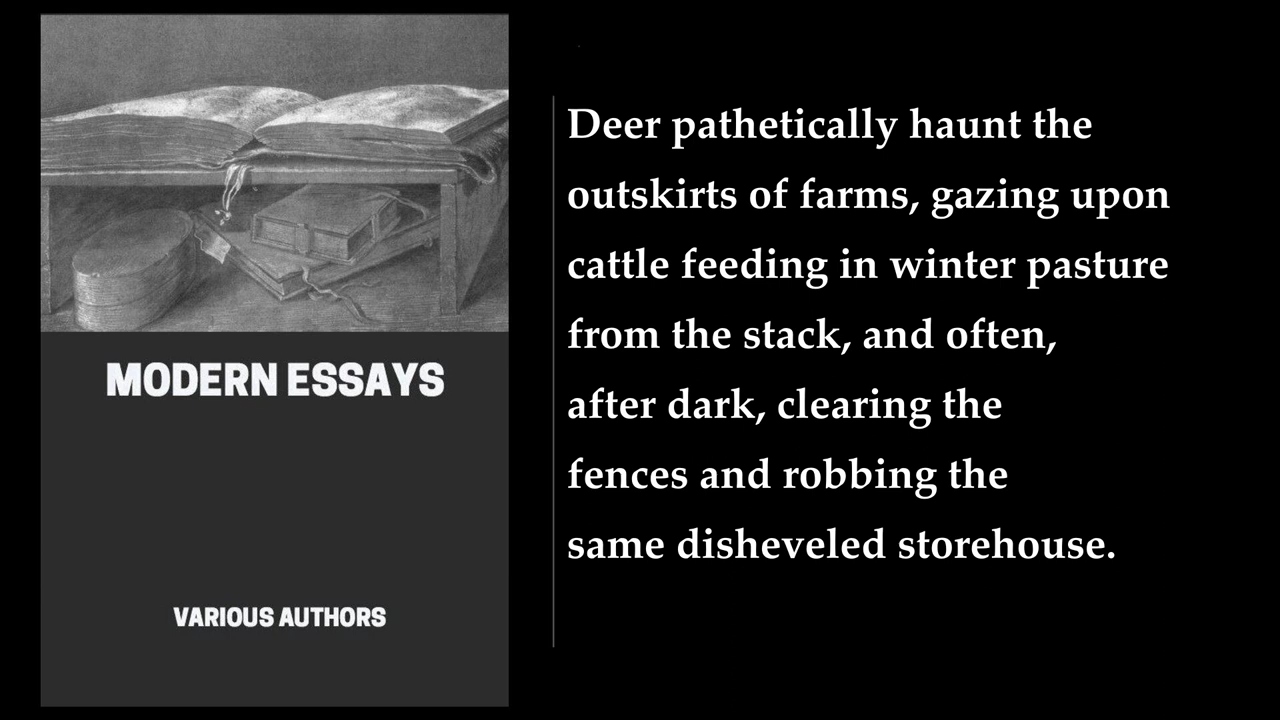 MODERN ESSAYS
VARIOUS AUTHORS
Deer pathetically haunt the
outskirts of farms, gazing upon
cattle feeding in winter pasture
from the stack, and often,
after dark, clearing the
fences and robbing the
same disheveled storehouse.